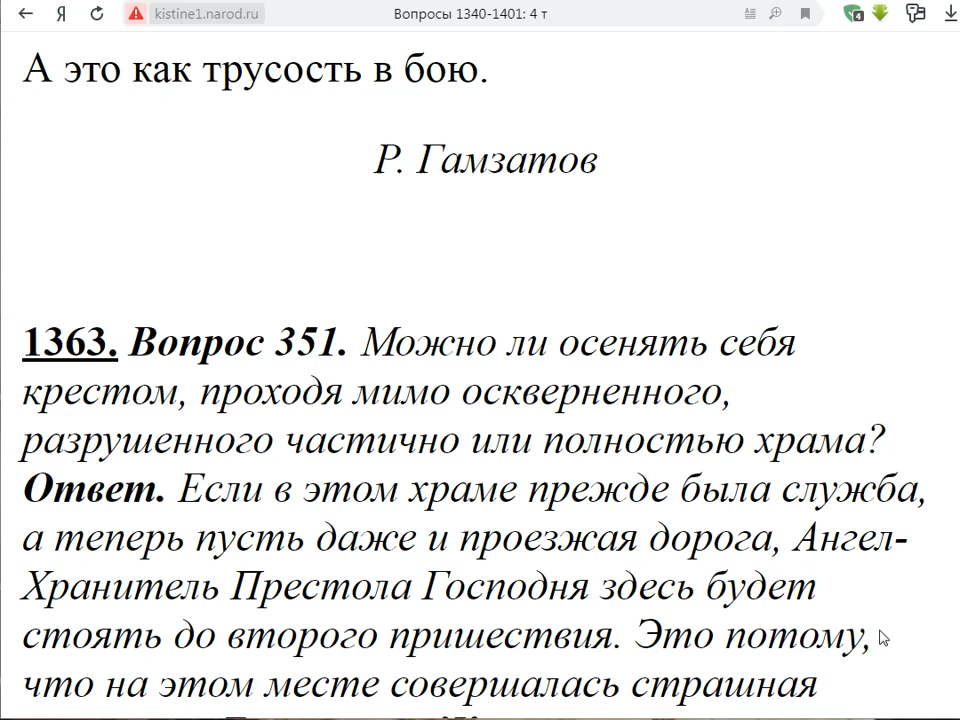 kistine1.narod.ru
Вопросы 1340-1401: 4 т
А это как трусость в бою.
Р. Гамзатов
1363. Вопрос 351. Можно ли осенять себя
крестом, проходя мимо оскверненного,
разрушенного частично или полностью храма?
Ответ. Если в этом храме прежде была служба,
а теперь пусть даже и проезжая дорога, Ангел-
Хранитель Престола Господня здесь будет
стоять до второго пришествия. Это потому,
что на этом месте совершалась страшная